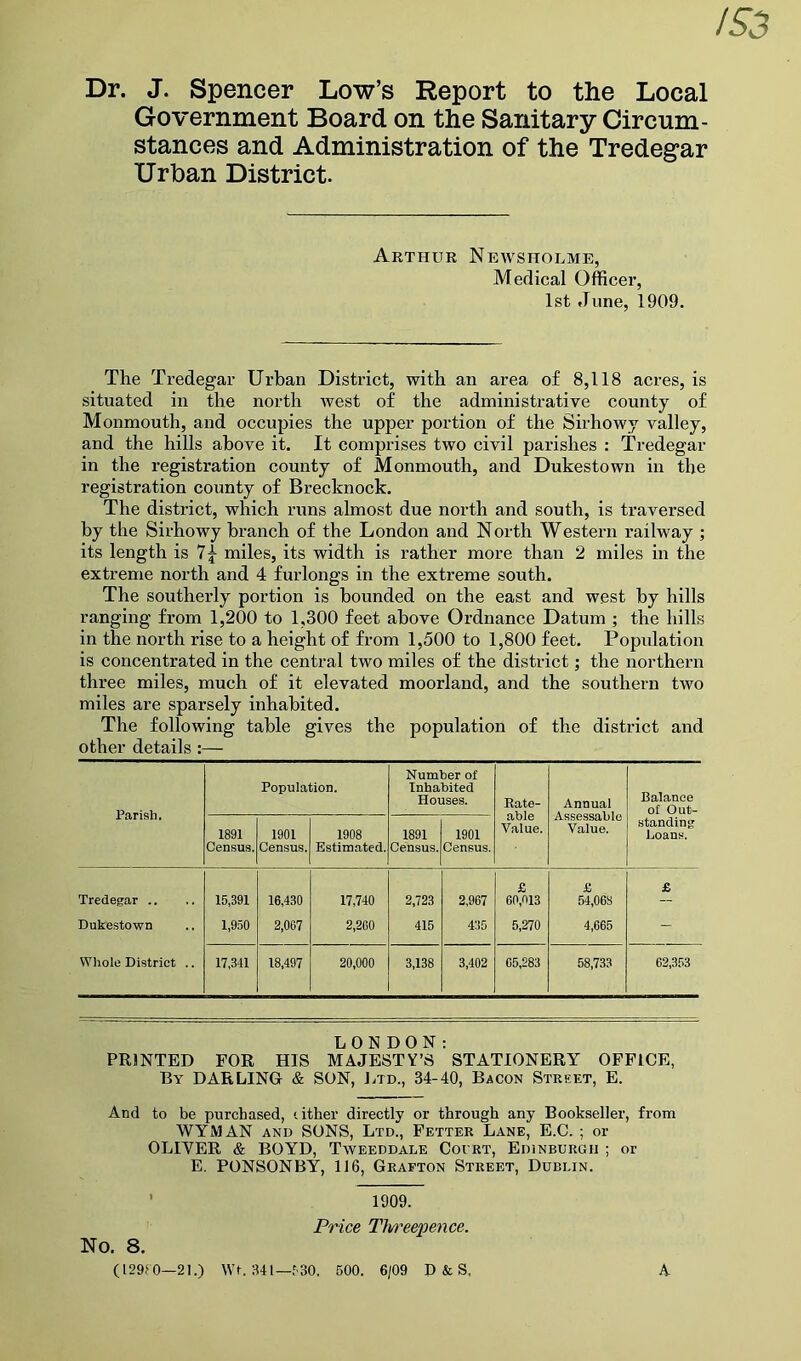 153
Dr. J. Spencer Low's Report to the Local
Government Board on the Sanitary Circum-
stances and Administration of the Tredegar
Urban District.
Arthur Newsholme,
Medical Officer,
1st June, 1909.
The Tredegar Urban District, with an area of 8,118 acres, is
situated in the north west of the administrative county of
Monmouth, and occupies the upper portion of the Sirhowy valley,
and the hills above it. It comprises two civil parishes : Tredegar
in the registration county of Monmouth, and Dukestown in the
registration county of Brecknock.
The district, which runs almost due north and south, is traversed
by the Sirhowy branch of the London and North Western railway ;
its length is 7¼ miles, its width is rather more than 2 miles in the
extreme north and 4 furlongs in the extreme south.
The southerly portion is bounded on the east and west by hills
ranging from 1,200 to 1,300 feet above Ordnance Datum ; the hills
in the north rise to a height of from 1,500 to 1,800 feet. Population
is concentrated in the central two miles of the district ; the northern
three miles, much of it elevated moorland, and the southern two
miles are sparsely inhabited.
The following table gives the population of the district and
other details :—
Parish. | Population. | Number of Inhabited Houses. | Rate-able Value. | Annual Assessable Value. | Balance of Out-standing Loans.
1891 Census. | 1901 Census. | 1908 Estimated. | 1891 Census. | 1901 Census.
£ £ £
Tredegar .. .. 15,391 16,430 17,740 2,723 2,967 60,013 54,068 —
Dukestown .. 1,950 2,067 2,260 415 435 5,270 4,665 —
Whole District .. 17,341 18,497 20,000 3,138 3,402 65,283 58,733 62,353
LONDON:
PRINTED FOR HIS MAJESTY'S STATIONERY OFFICE,
By DARLING & SON, Ltd., 34-40, Bacon Street, E.
And to be purchased, either directly or through any Bookseller, from
WYMAN and SONS, Ltd., Fetter Lane, E.C. ; or
OLIVER & BOYD, Tweeddale Court, Edinburgh ; or
E. PONSONBY, 116, Grafton Street, Dublin.
1909.
Price Threepence.
No. 8.
(12980—21.) Wt. 341—530. 500. 6/09 D & S. A